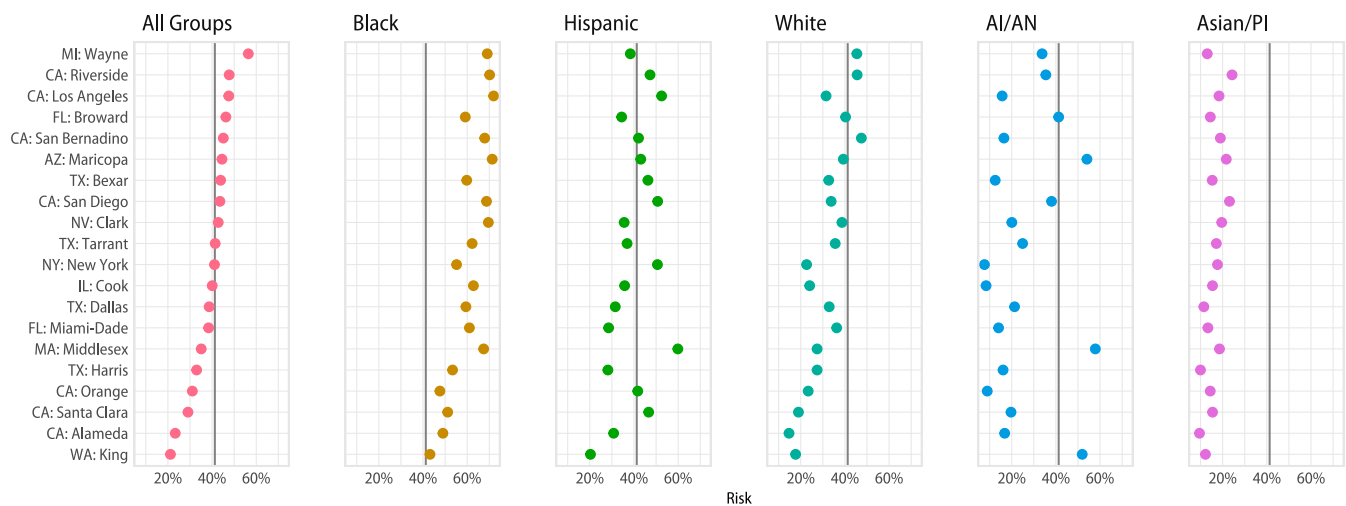 All Groups Black Hispanic White AI/AN Asian/PI
MI: Wayne
CA: Riverside
CA: Los Angeles
FL: Broward
CA: San Bernadino
AZ: Maricopa
TX: Bexar
CA: San Diego
NV: Clark
TX: Tarrant
NY: New York
IL: Cook
TX: Dallas
FL: Miami-Dade
MA: Middlesex
TX: Harris
CA: Orange
CA: Santa Clara
CA: Alameda
WA: King
20% 40% 60% 20% 40% 60% 20% 40% 60% 20% 40% 60% 20% 40% 60% 20% 40% 60%
Risk